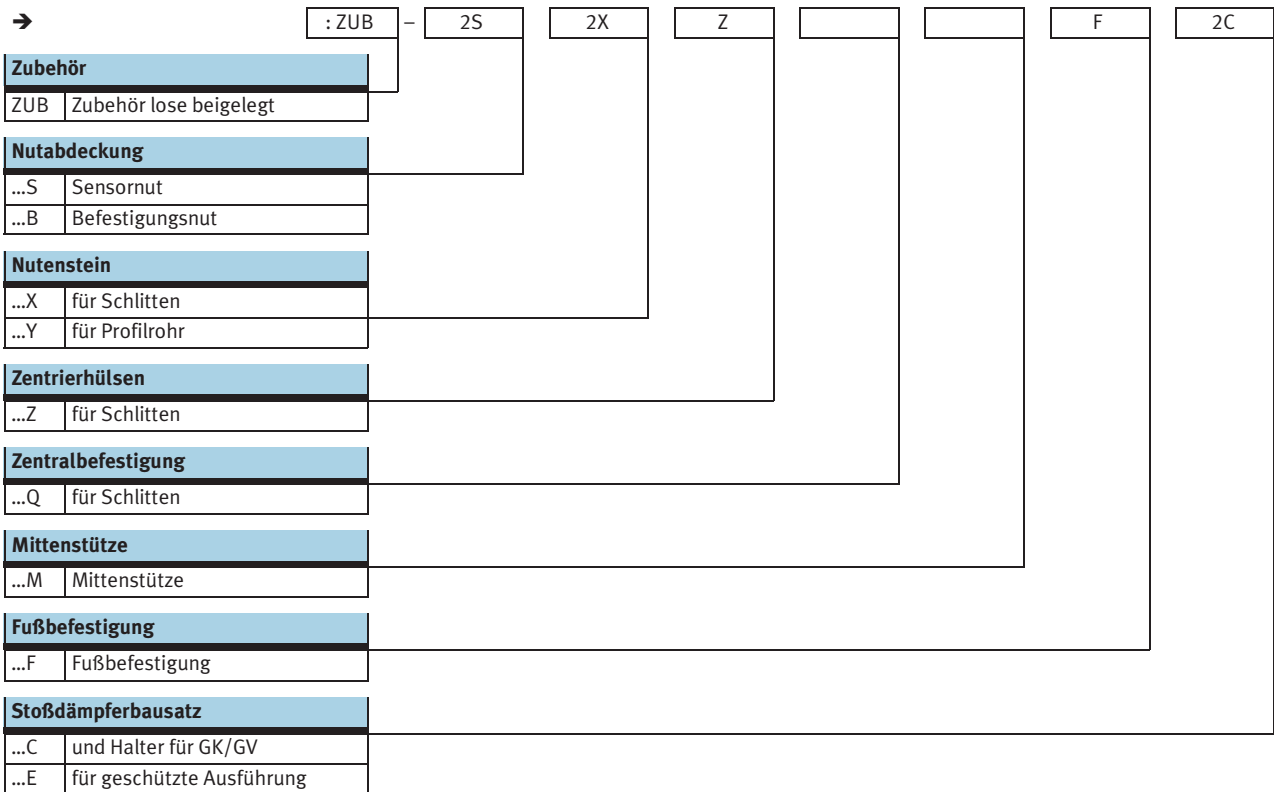 ➔ : ZUB – 2S 2X Z F 2C
Zubehör
ZUB Zubehör lose beigelegt
Nutabdeckung
...S Sensornut
...B Befestigungsnut
Nutenstein
...X für Schlitten
...Y für Profilrohr
Zentrierhülsen
...Z für Schlitten
Zentralbefestigung
...Q für Schlitten
Mittenstütze
...M Mittenstütze
Fußbefestigung
...F Fußbefestigung
Stoßdämpferbausatz
...C und Halter für GK/GV
...E für geschützte Ausführung